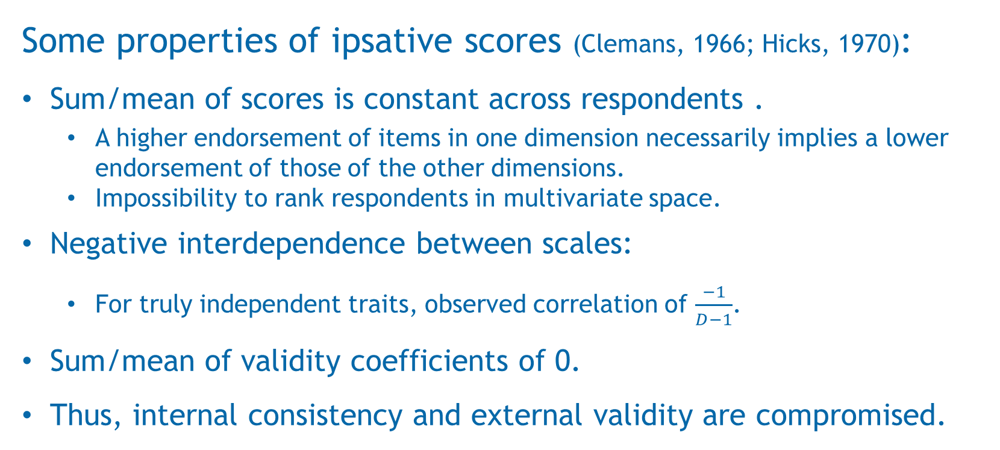 Some properties of ipsative scores (Clemans, 1966; Hicks, 1970):
• Sum/mean of scores is constant across respondents .
• A higher endorsement of items in one dimension necessarily implies a lower
endorsement of those of the other dimensions.
• Impossibility to rank respondents in multivariate space.
• Negative interdependence between scales:
• For truly independent traits, observed correlation of −1/(D−1).
• Sum/mean of validity coefficients of 0.
• Thus, internal consistency and external validity are compromised.